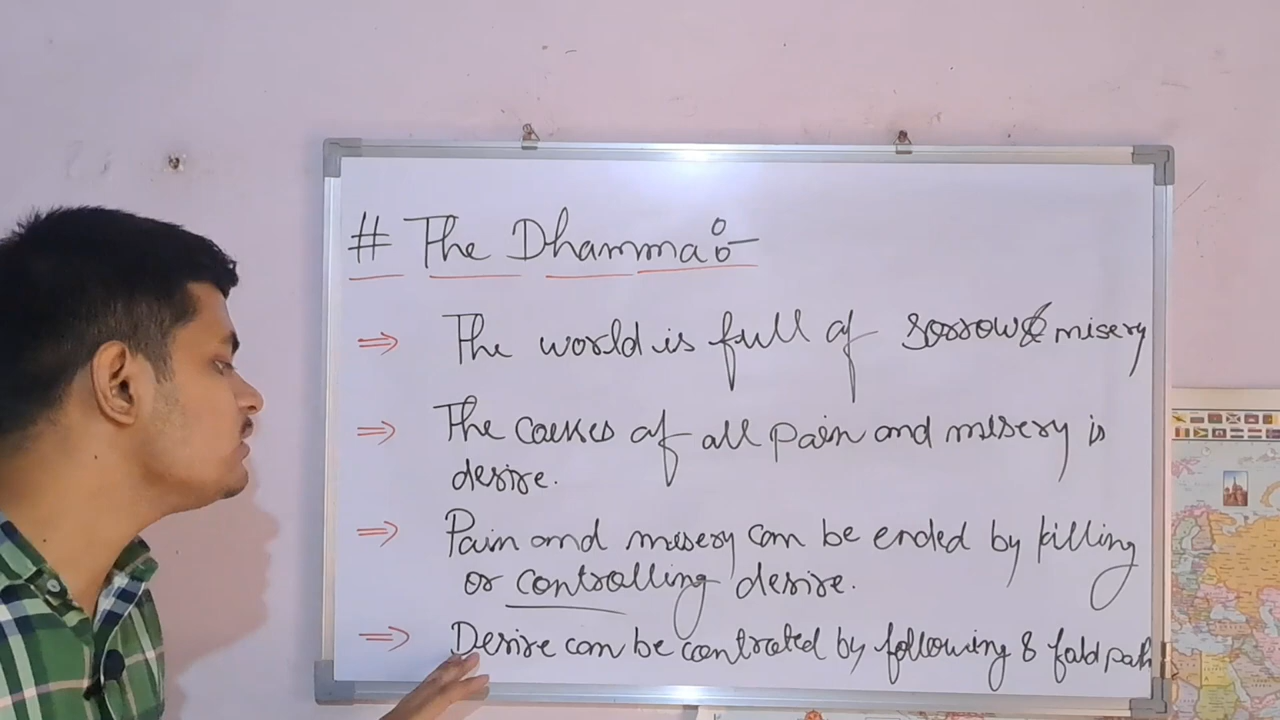 # The Dhamma :-
⇒ The world is full of sorrow & misery
⇒ The causes of all pain and misery is
desire.
⇒ Pain and misery can be ended by killing
or controlling desire.
⇒ Desire can be controled by following 8 fold path